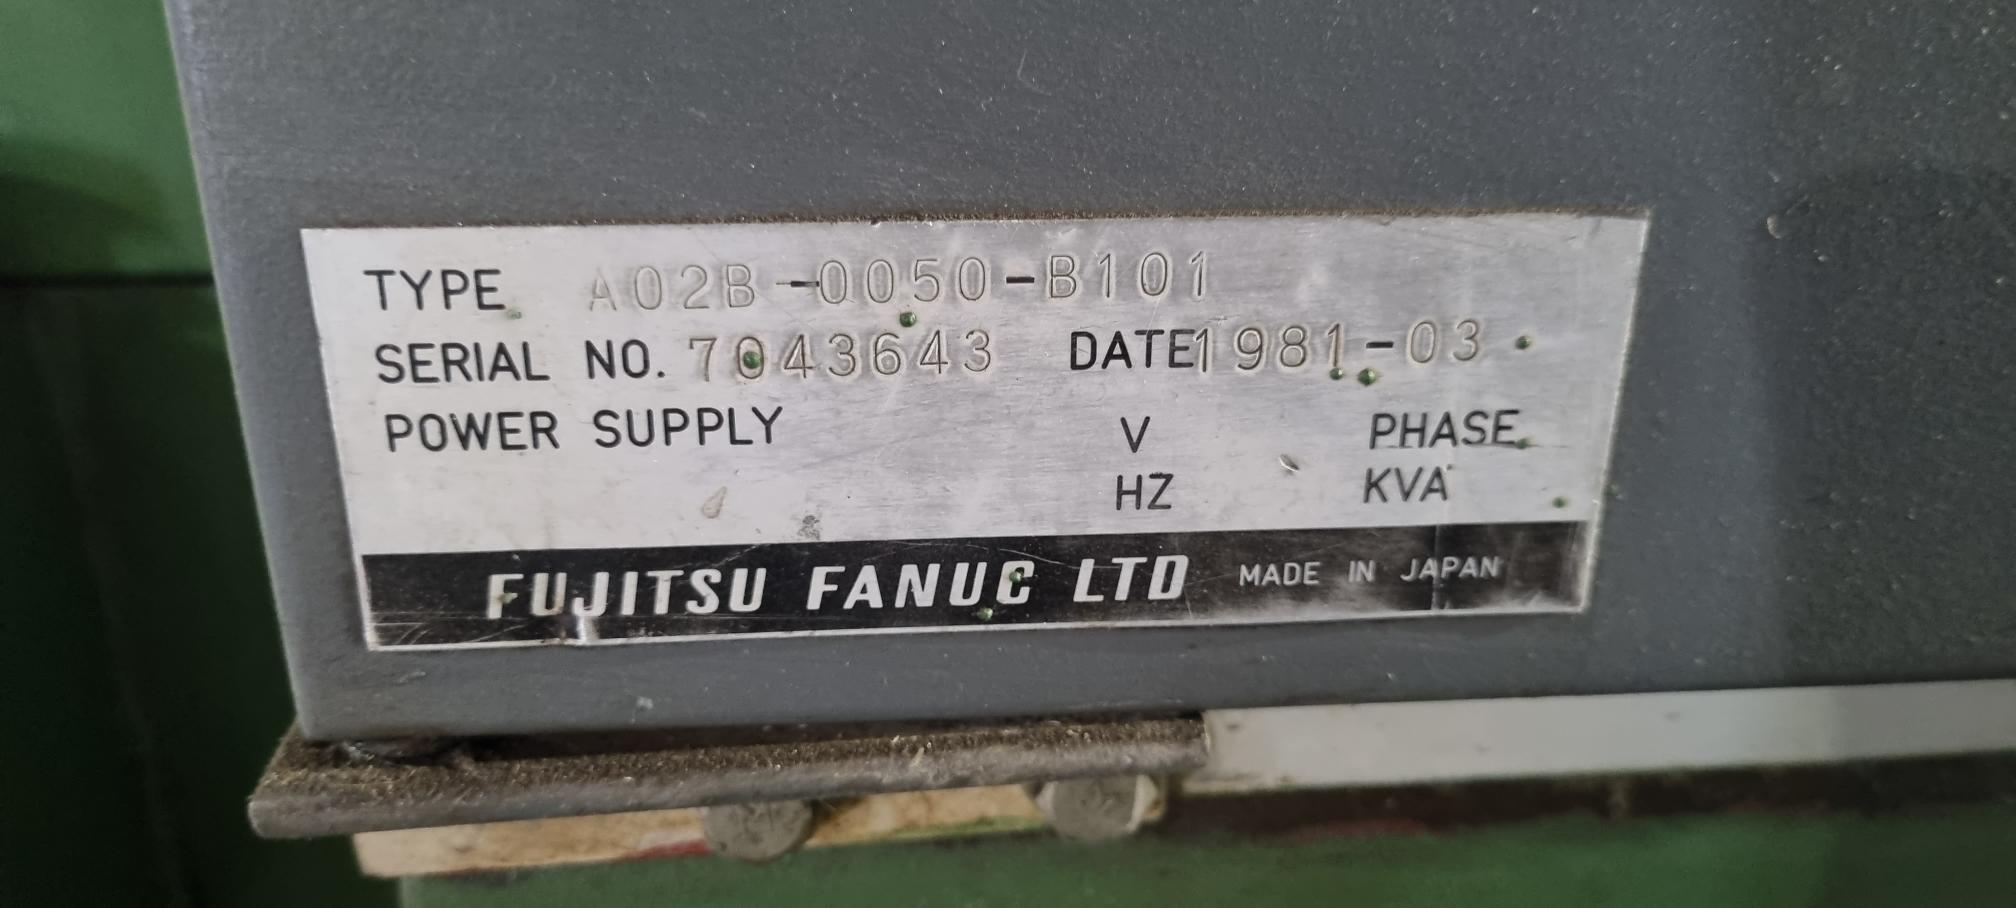 TYPE A02B-0050-B101
SERIAL NO. 7043643 DATE 1981-03
POWER SUPPLY V PHASE
HZ KVA
FUJITSU FANUC LTD MADE IN JAPAN